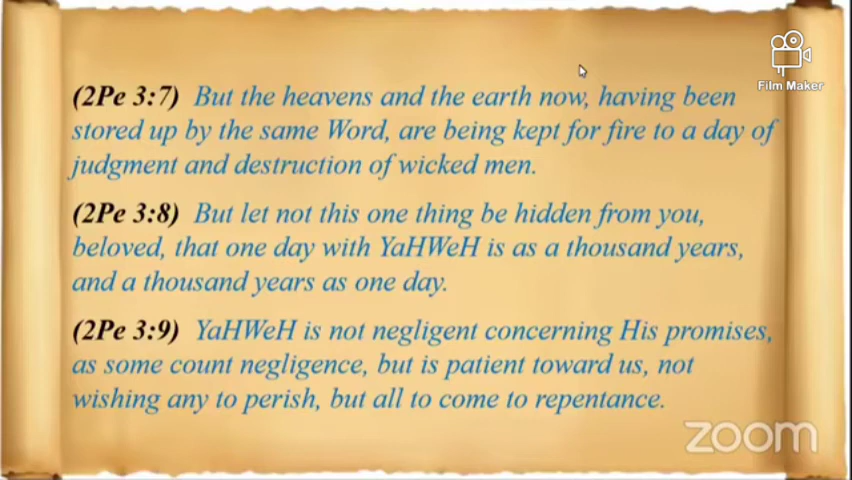 Film Maker
(2Pe 3:7) But the heavens and the earth now, having been
stored up by the same Word, are being kept for fire to a day of
judgment and destruction of wicked men.
(2Pe 3:8) But let not this one thing be hidden from you,
beloved, that one day with YaHWeH is as a thousand years,
and a thousand years as one day.
(2Pe 3:9) YaHWeH is not negligent concerning His promises,
as some count negligence, but is patient toward us, not
wishing any to perish, but all to come to repentance.
zoom